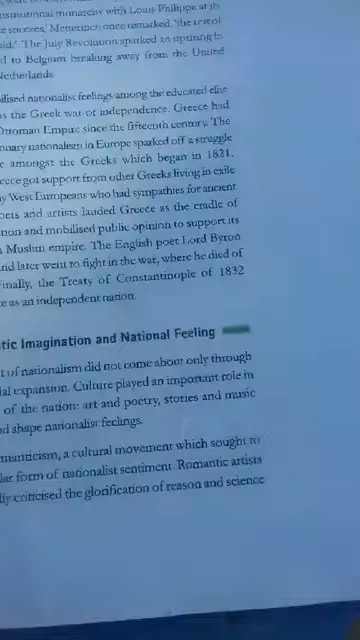 nstitutional monarchy with Louis Philippe at its
sneezes,' Metternich once remarked, 'the rest of
old.' The July Revolution sparked an uprising in
d to Belgium breaking away from the United
Netherlands
ilised nationalist feelings among the educated elite
as the Greek war of independence. Greece had
Ottoman Empire since the fifteenth century. The
onary nationalism in Europe sparked off a struggle
e amongst the Greeks which began in 1821.
eece got support from other Greeks living in exile
y West Europeans who had sympathies for ancient
oets and artists lauded Greece as the cradle of
tion and mobilised public opinion to support its
a Muslim empire. The English poet Lord Byron
and later went to fight in the war, where he died of
Finally, the Treaty of Constantinople of 1832
e as an independent nation.
tic Imagination and National Feeling
t of nationalism did not come about only through
ial expansion. Culture played an important role in
of the nation: art and poetry, stories and music
nd shape nationalist feelings.
omanticism, a cultural movement which sought to
lar form of nationalist sentiment. Romantic artists
lly criticised the glorification of reason and science